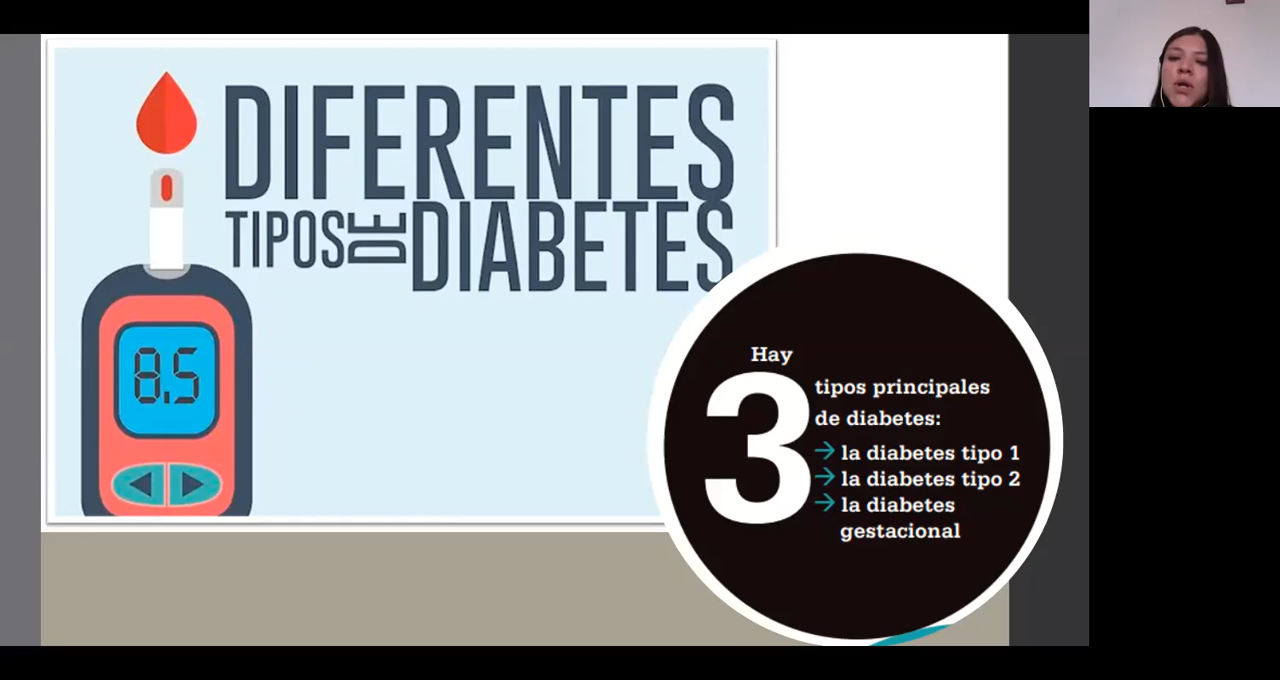 DIFERENTES
TIPOS DE DIABETES
8.5
Hay
3
tipos principales
de diabetes:
→ la diabetes tipo 1
→ la diabetes tipo 2
→ la diabetes
gestacional